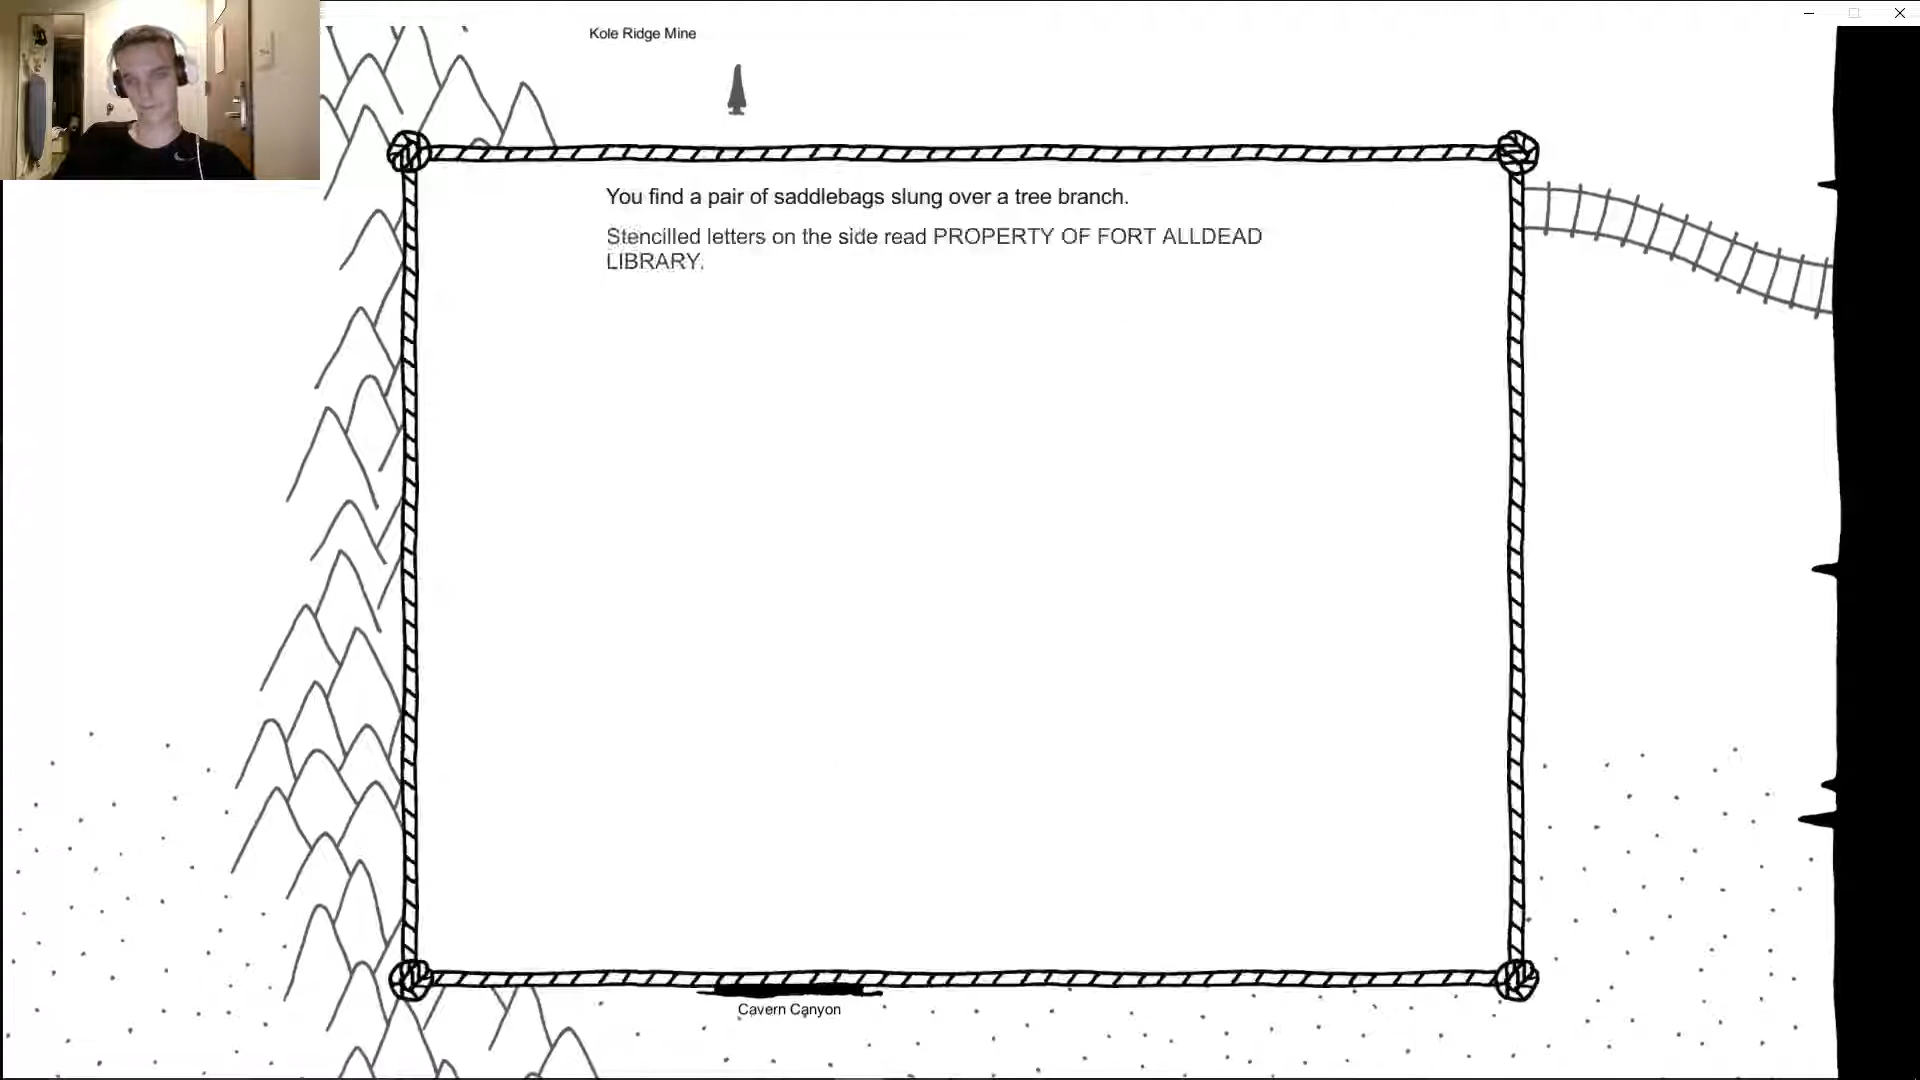 Kole Ridge Mine
You find a pair of saddlebags slung over a tree branch.
Stencilled letters on the side read PROPERTY OF FORT ALLDEAD
LIBRARY.
Cavern Canyon